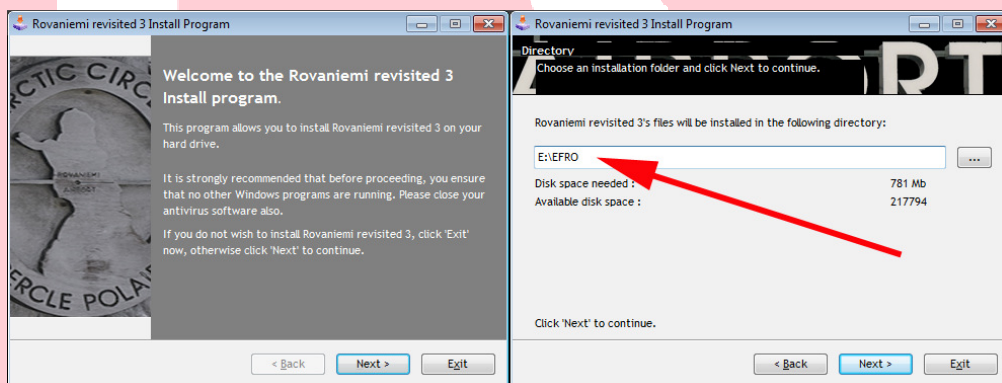 Rovaniemi revisited 3 Install Program
ARCTIC CIRC
ROVANIEMI
CERCLE POLAIR
Welcome to the Rovaniemi revisited 3
Install program.
This program allows you to install Rovaniemi revisited 3 on your
hard drive.
It is strongly recommended that before proceeding, you ensure
that no other Windows programs are running. Please close your
antivirus software also.
If you do not wish to install Rovaniemi revisited 3, click 'Exit'
now, otherwise click 'Next' to continue.
< Back
Next >
Exit
Rovaniemi revisited 3 Install Program
Directory
Choose an installation folder and click Next to continue.
Rovaniemi revisited 3's files will be installed in the following directory:
E:\EFRO
...
Disk space needed :
781 Mb
Available disk space :
217794
Click 'Next' to continue.
< Back
Next >
Exit